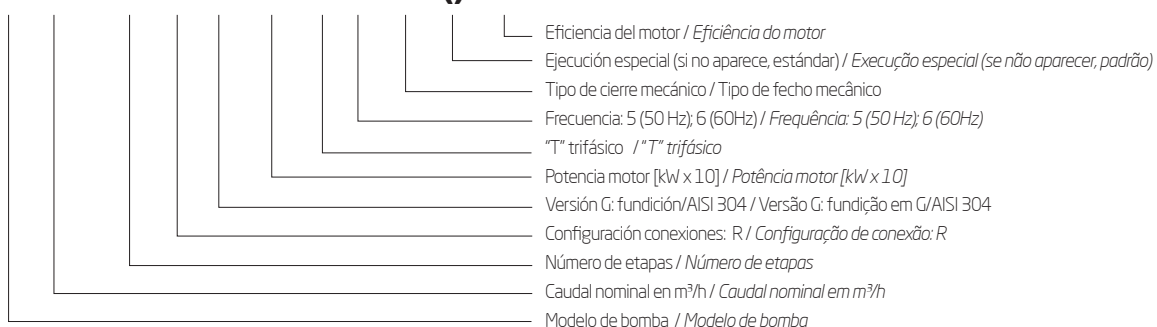 Eficiencia del motor / Eficiência do motor
Ejecución especial (si no aparece, estándar) / Execução especial (se não aparecer, padrão)
Tipo de cierre mecánico / Tipo de fecho mecânico
Frecuencia: 5 (50 Hz); 6 (60Hz) / Frequência: 5 (50 Hz); 6 (60Hz)
"T" trifásico / "T" trifásico
Potencia motor [kW x 10] / Potência motor [kW x 10]
Versión G: fundición/AISI 304 / Versão G: fundição em G/AISI 304
Configuración conexiones: R / Configuração de conexão: R
Número de etapas / Número de etapas
Caudal nominal en m³/h / Caudal nominal em m³/h
Modelo de bomba / Modelo de bomba